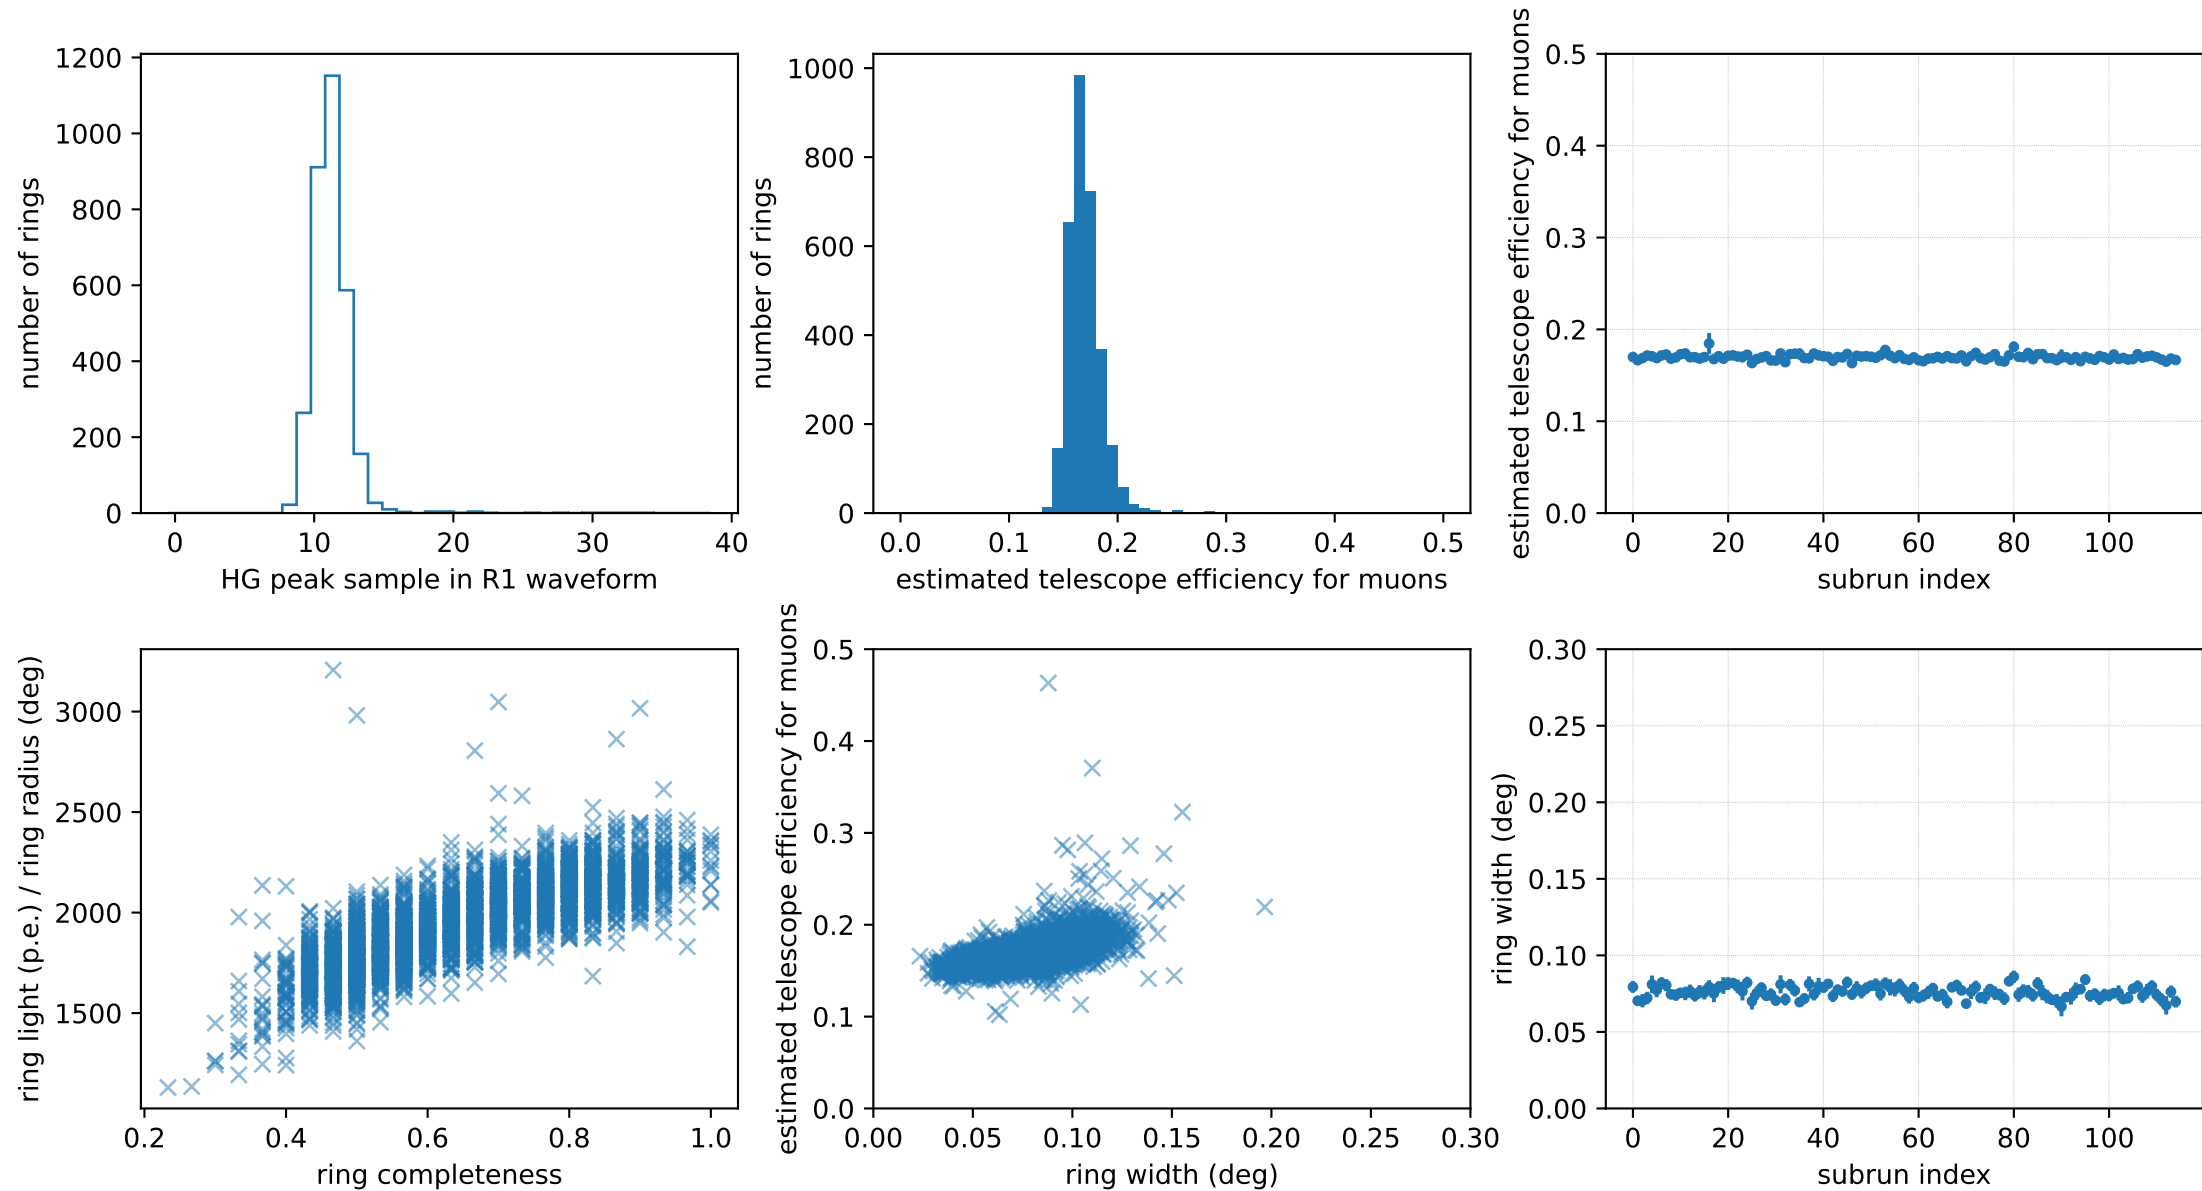 number of rings
1200
1000
800
600
400
200
0
0 10 20 30 40
HG peak sample in R1 waveform
number of rings
1000
800
600
400
200
0
0.0 0.1 0.2 0.3 0.4 0.5
estimated telescope efficiency for muons
estimated telescope efficiency for muons
0.5
0.4
0.3
0.2
0.1
0.0
0 20 40 60 80 100
subrun index
ring light (p.e.) / ring radius (deg)
3000
2500
2000
1500
0.2 0.4 0.6 0.8 1.0
ring completeness
estimated telescope efficiency for muons
0.5
0.4
0.3
0.2
0.1
0.0
0.00 0.05 0.10 0.15 0.20 0.25 0.30
ring width (deg)
ring width (deg)
0.30
0.25
0.20
0.15
0.10
0.05
0.00
0 20 40 60 80 100
subrun index